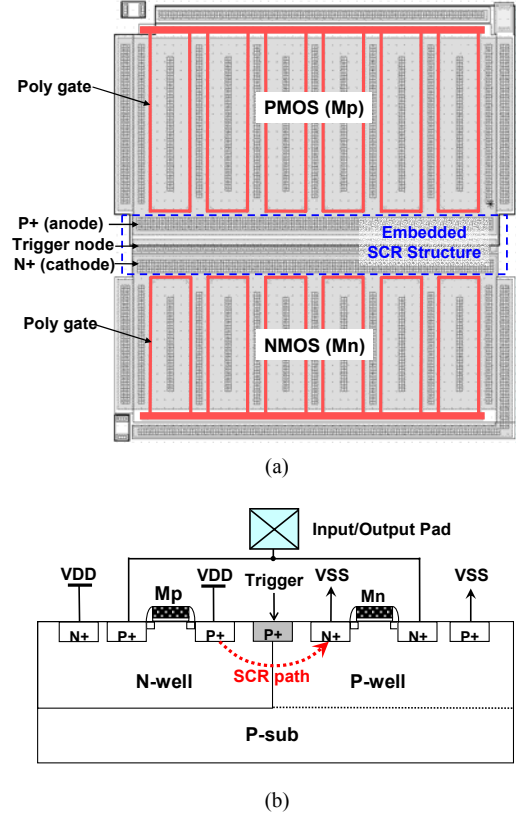 Poly gate
PMOS (Mp)
P+ (anode)
Trigger node
N+ (cathode)
Embedded
SCR Structure
Poly gate
NMOS (Mn)
(a)
Input/Output Pad
VDD
Mp
VDD
Trigger
VSS
Mn
VSS
N+
P+
P+
P+
N+
N+
P+
SCR path
N-well
P-well
P-sub
(b)